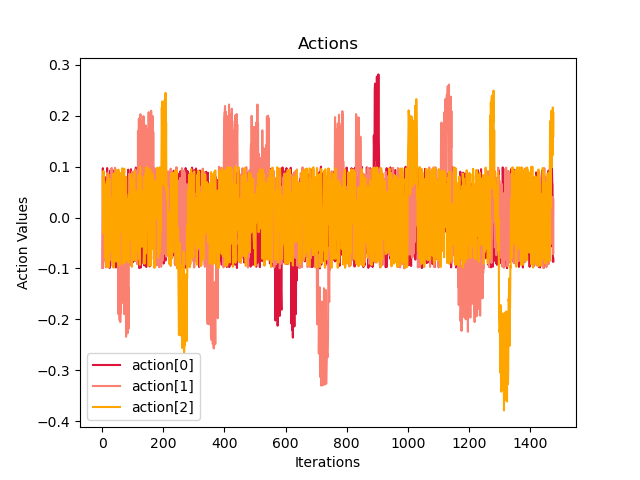 Actions
0.3
0.2
0.1
0.0
−0.1
−0.2
−0.3
−0.4
Action Values
action[0]
action[1]
action[2]
0 200 400 600 800 1000 1200 1400
Iterations